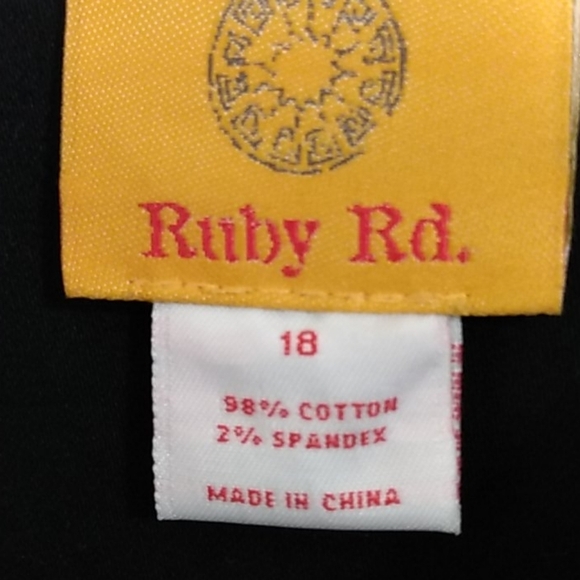 Ruby Rd.
18
98% COTTON
2% SPANDEX
MADE IN CHINA